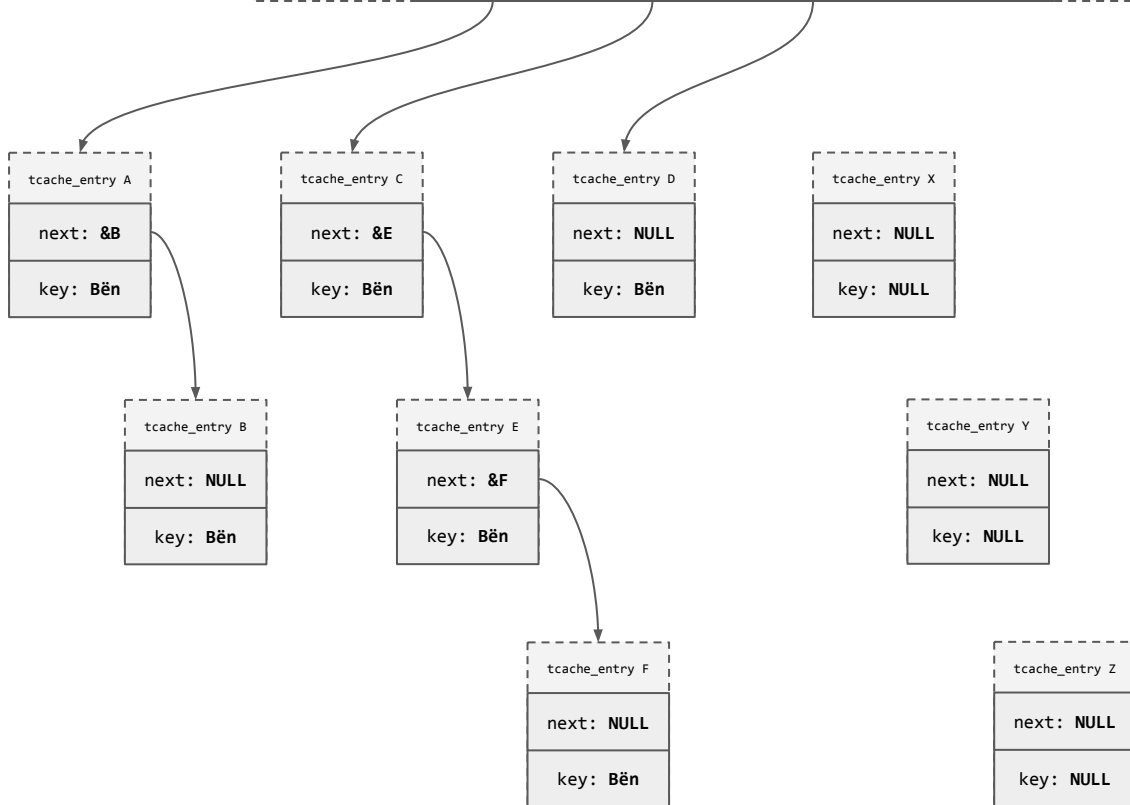 tcache_entry A
next: &B
key: Bën
tcache_entry C
next: &E
key: Bën
tcache_entry D
next: NULL
key: Bën
tcache_entry X
next: NULL
key: NULL
tcache_entry B
next: NULL
key: Bën
tcache_entry E
next: &F
key: Bën
tcache_entry Y
next: NULL
key: NULL
tcache_entry F
next: NULL
key: Bën
tcache_entry Z
next: NULL
key: NULL